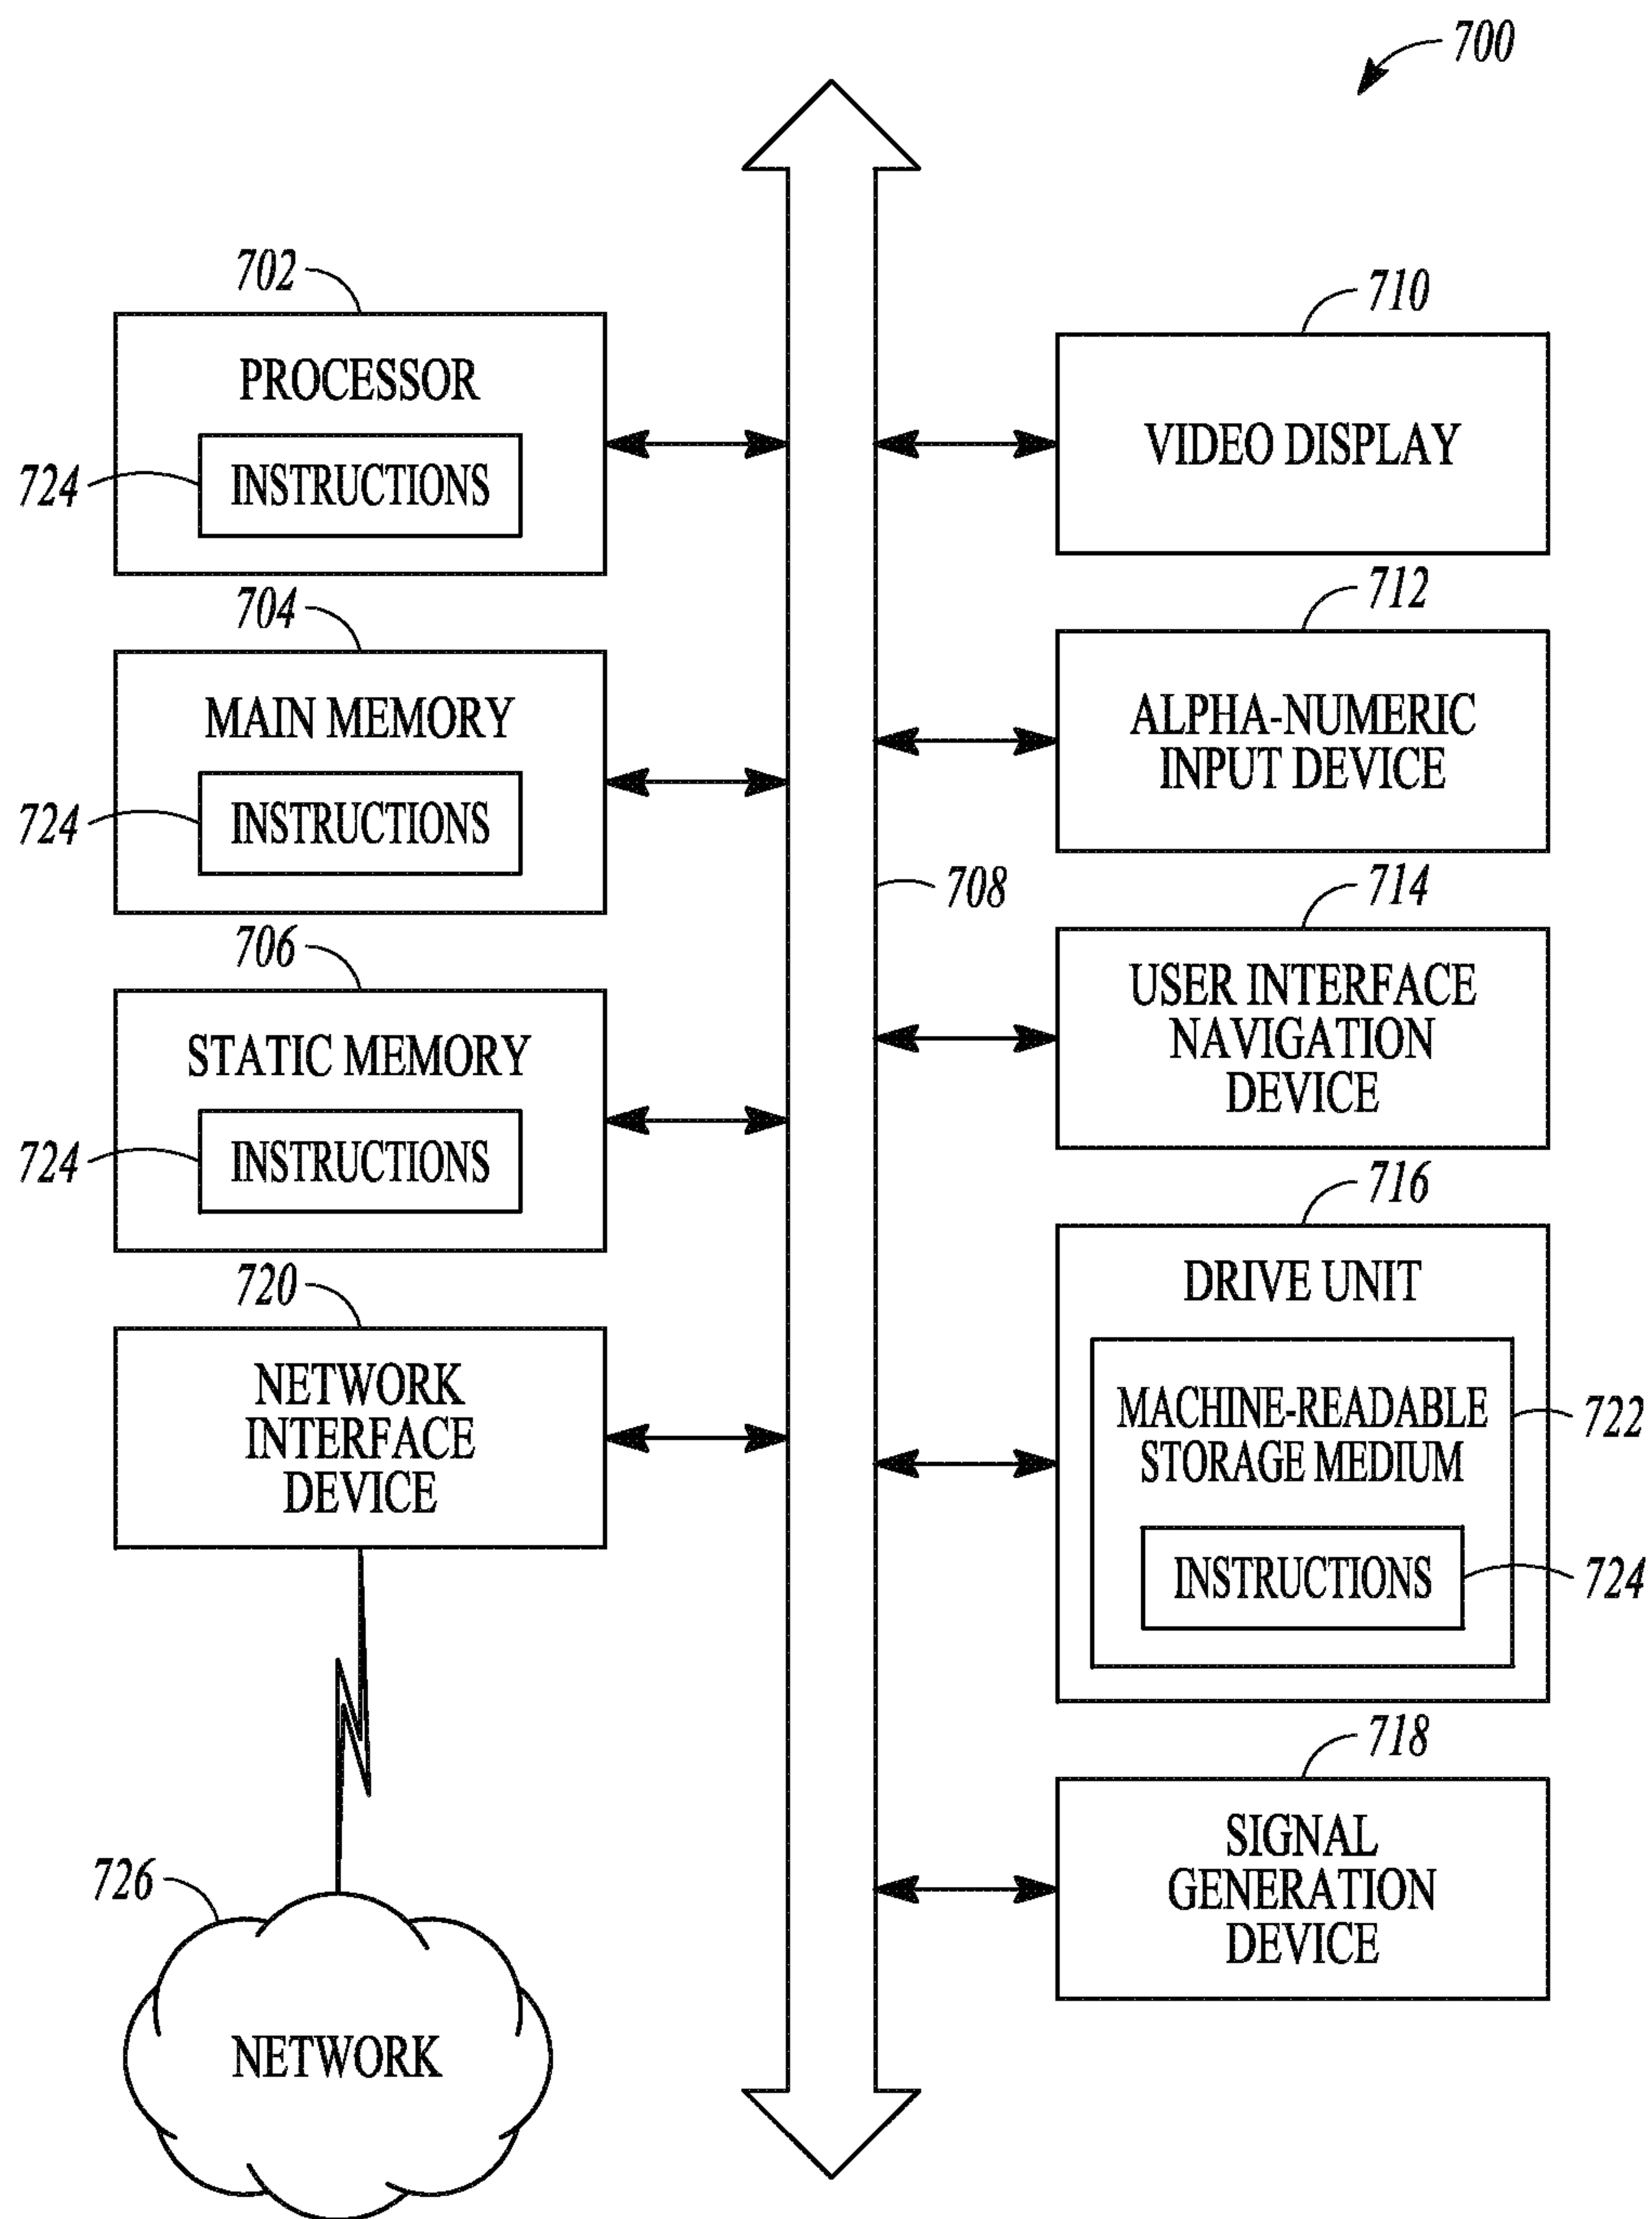 700
702
PROCESSOR
724
INSTRUCTIONS
704
MAIN MEMORY
724
INSTRUCTIONS
706
STATIC MEMORY
724
INSTRUCTIONS
720
NETWORK
INTERFACE
DEVICE
726
NETWORK
708
710
VIDEO DISPLAY
712
ALPHA-NUMERIC
INPUT DEVICE
714
USER INTERFACE
NAVIGATION
DEVICE
716
DRIVE UNIT
MACHINE-READABLE
STORAGE MEDIUM
722
INSTRUCTIONS
724
718
SIGNAL
GENERATION
DEVICE